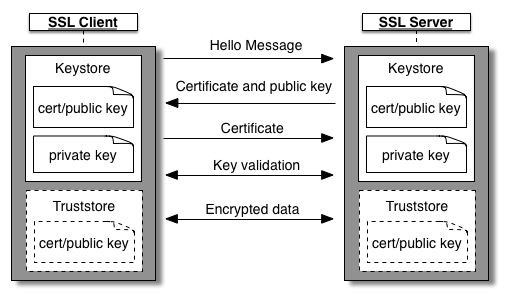 SSL Client
SSL Server
Hello Message
Keystore
Keystore
Certificate and public key
cert/public key
cert/public key
Certificate
private key
private key
Key validation
Truststore
Encrypted data
Truststore
cert/public key
cert/public key